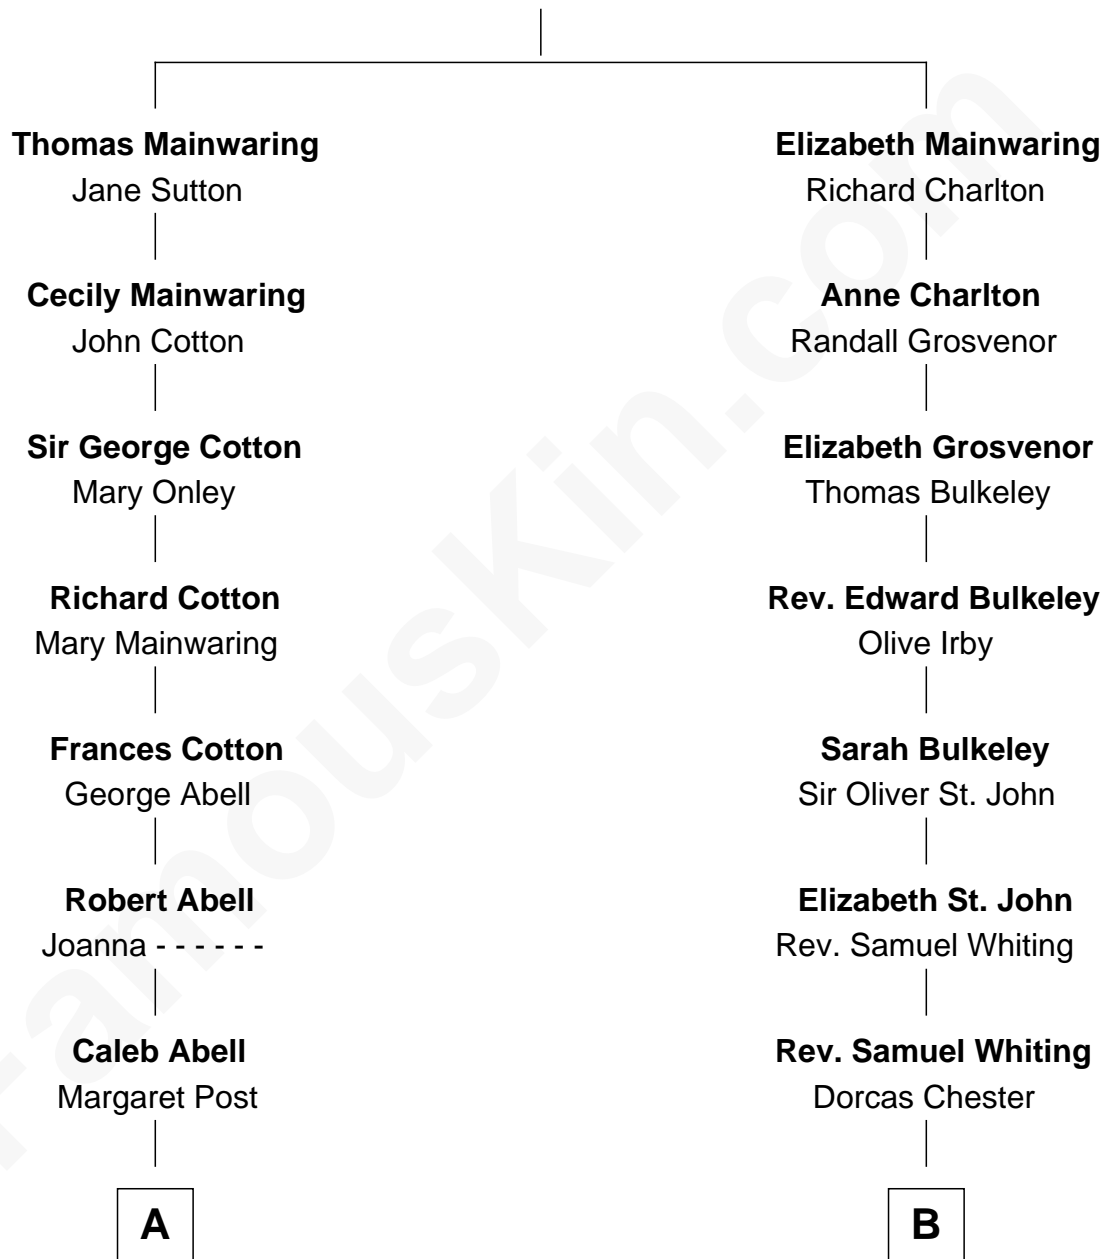 Thomas Mainwaring
Jane Sutton
Cecily Mainwaring
John Cotton
Sir George Cotton
Mary Onley
Richard Cotton
Mary Mainwaring
Frances Cotton
George Abell
Robert Abell
Joanna - - - - - -
Caleb Abell
Margaret Post
A
Elizabeth Mainwaring
Richard Charlton
Anne Charlton
Randall Grosvenor
Elizabeth Grosvenor
Thomas Bulkeley
Rev. Edward Bulkeley
Olive Irby
Sarah Bulkeley
Sir Oliver St. John
Elizabeth St. John
Rev. Samuel Whiting
Rev. Samuel Whiting
Dorcas Chester
B
FamousKin.com